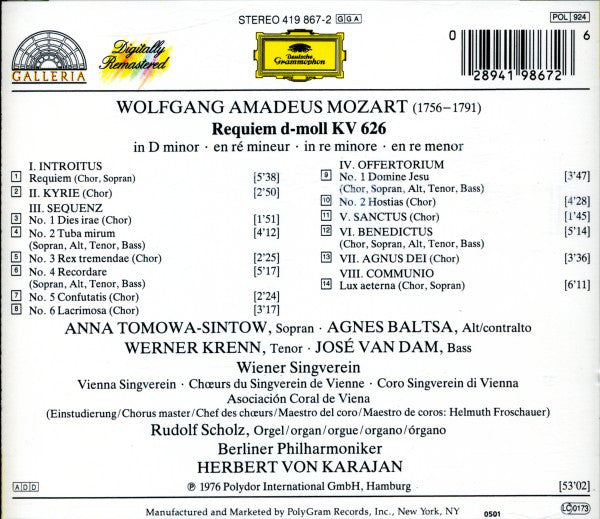 STEREO 419 867-2 G G A
POL 924
GALLERIA
Digitally
Remastered
Deutsche
Grammophon
0 28941 98672 6
WOLFGANG AMADEUS MOZART (1756–1791)
Requiem d-moll KV 626
in D minor · en ré mineur · in re minore · en re menor
I. INTROITUS
1 Requiem (Chor, Sopran) [5'38]
2 II. KYRIE (Chor) [2'50]
III. SEQUENZ
3 No. 1 Dies irae (Chor) [1'51]
4 No. 2 Tuba mirum [4'12]
(Sopran, Alt, Tenor, Bass)
5 No. 3 Rex tremendae (Chor) [2'25]
6 No. 4 Recordare [5'17]
(Sopran, Alt, Tenor, Bass)
7 No. 5 Confutatis (Chor) [2'24]
8 No. 6 Lacrimosa (Chor) [3'17]
IV. OFFERTORIUM
9 No. 1 Domine Jesu [3'47]
(Chor, Sopran, Alt, Tenor, Bass)
10 No. 2 Hostias (Chor) [4'28]
11 V. SANCTUS (Chor) [1'45]
12 VI. BENEDICTUS [5'14]
(Chor, Sopran, Alt, Tenor, Bass)
13 VII. AGNUS DEI (Chor) [3'36]
VIII. COMMUNIO
14 Lux aeterna (Chor, Sopran) [6'11]
ANNA TOMOWA-SINTOW, Sopran · AGNES BALTSA, Alt/contralto
WERNER KRENN, Tenor · JOSÉ VAN DAM, Bass
Wiener Singverein
Vienna Singverein · Chœurs du Singverein de Vienne · Coro Singverein di Vienna
Asociación Coral de Viena
(Einstudierung/Chorus master/Chef des chœurs/Maestro del coro/Maestro de coros: Helmuth Froschauer)
Rudolf Scholz, Orgel/organ/orgue/organo/órgano
Berliner Philharmoniker
HERBERT VON KARAJAN
ADD
℗ 1976 Polydor International GmbH, Hamburg
[53'02]
Manufactured and Marketed by PolyGram Records, Inc., New York, NY
0501
LC 0173